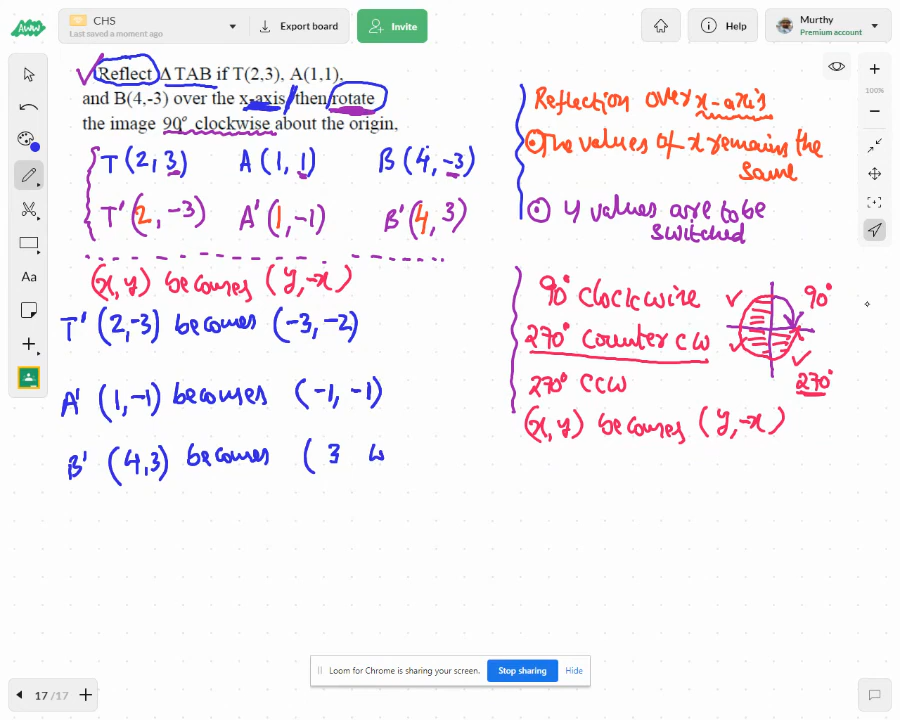 AWW
CHS
Last saved a moment ago
Export board
Invite
Help
Murthy
Premium account
100%
Reflect Δ TAB if T(2,3), A(1,1),
and B(4,-3) over the x-axis, then rotate
the image 90° clockwise about the origin,
T (2, 3) A (1, 1) B (4, -3)
T' (2, -3) A' (1, -1) B' (4, 3)
(x, y) becomes (y, -x)
T' (2, -3) becomes (-3, -2)
A' (1, -1) becomes (-1, -1)
B' (4,3) becomes ( 3
Reflection over x-axis
The values of x remains the
same
y values are to be
switched
90° clockwire
270° counter cw
270° CCW
(x, y) becomes (y, -x)
90°
270°
Aa
Loom for Chrome is sharing your screen.
Stop sharing
Hide
17 /17